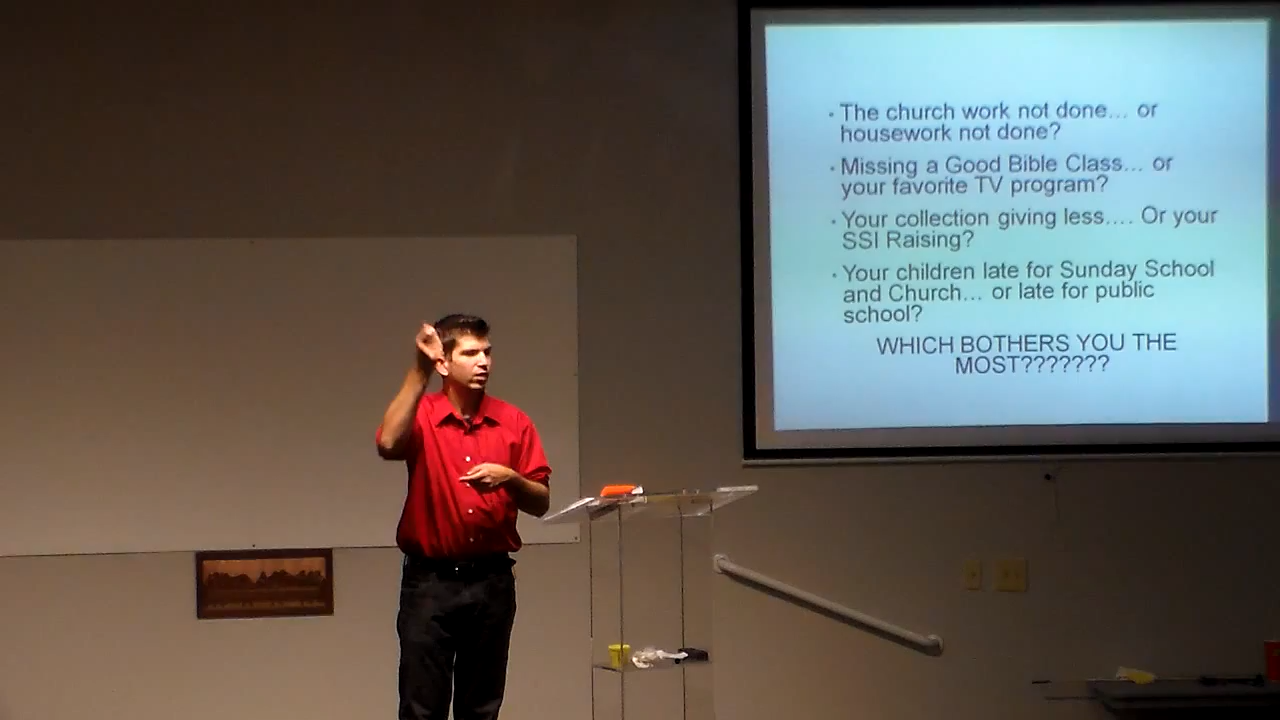 · The church work not done... or
housework not done?
· Missing a Good Bible Class... or
your favorite TV program?
· Your collection giving less.... Or your
SSI Raising?
· Your children late for Sunday School
and Church... or late for public
school?
WHICH BOTHERS YOU THE
MOST???????